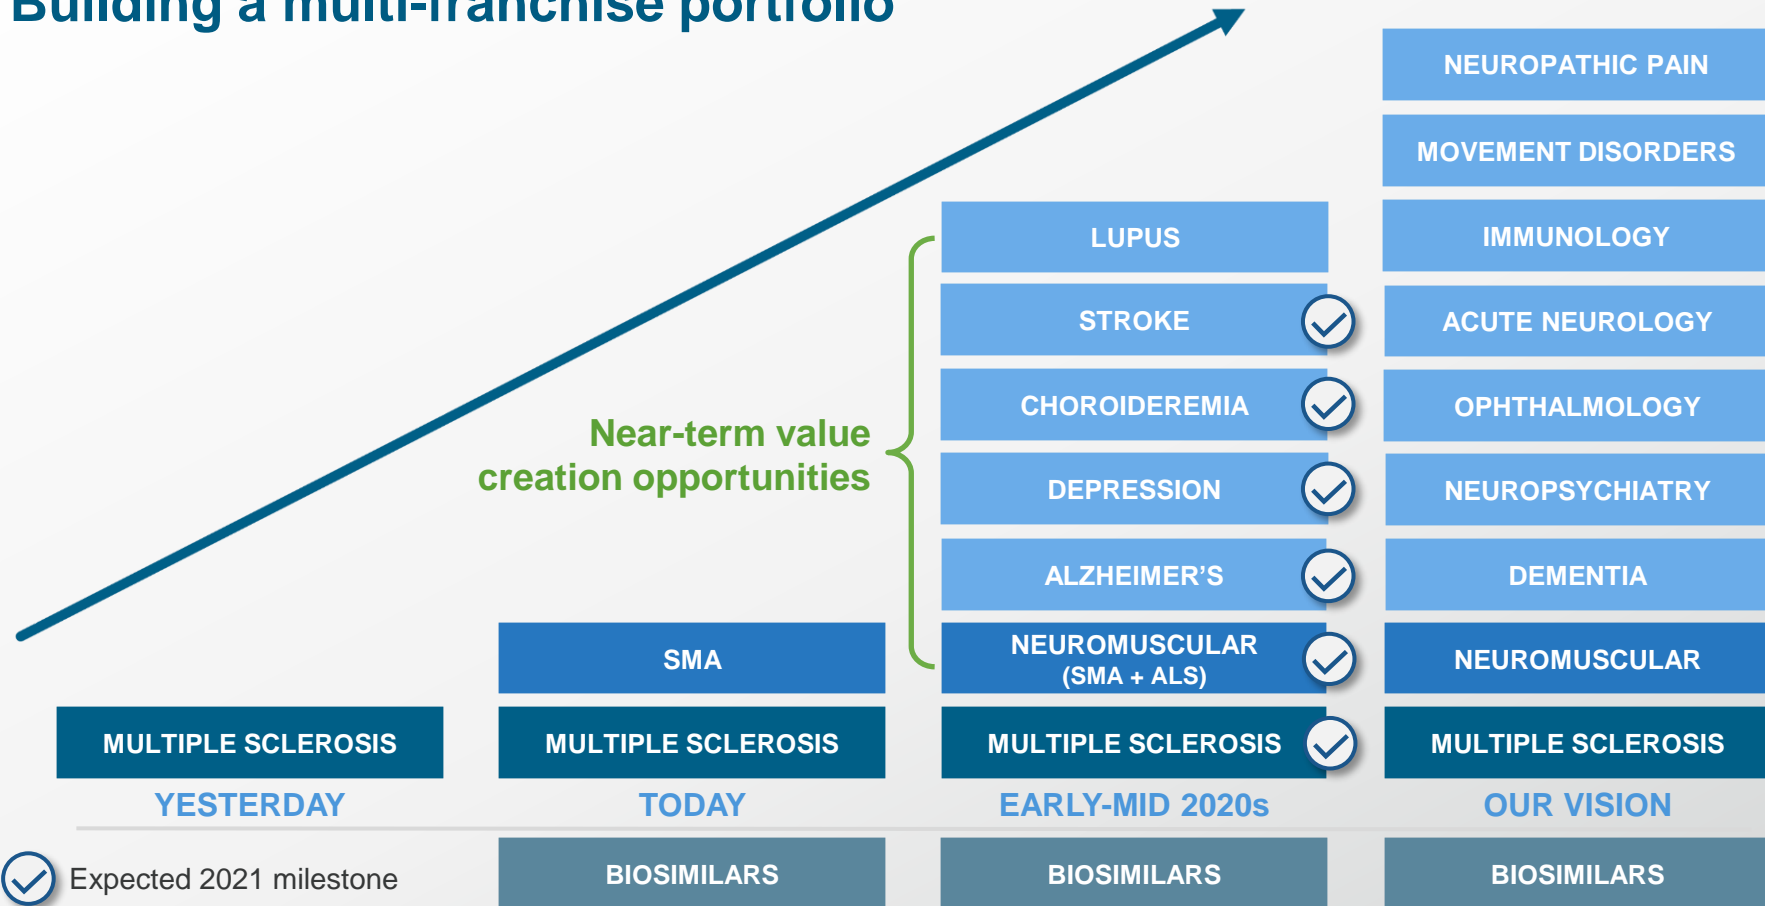 Building a multi-franchise portfolio
NEUROPATHIC PAIN
MOVEMENT DISORDERS
LUPUS
IMMUNOLOGY
STROKE
ACUTE NEUROLOGY
CHOROIDEREMIA
OPHTHALMOLOGY
Near-term value
creation opportunities
DEPRESSION
NEUROPSYCHIATRY
ALZHEIMER'S
DEMENTIA
SMA
NEUROMUSCULAR
(SMA + ALS)
NEUROMUSCULAR
MULTIPLE SCLEROSIS
MULTIPLE SCLEROSIS
MULTIPLE SCLEROSIS
MULTIPLE SCLEROSIS
YESTERDAY
TODAY
EARLY-MID 2020s
OUR VISION
Expected 2021 milestone
BIOSIMILARS
BIOSIMILARS
BIOSIMILARS